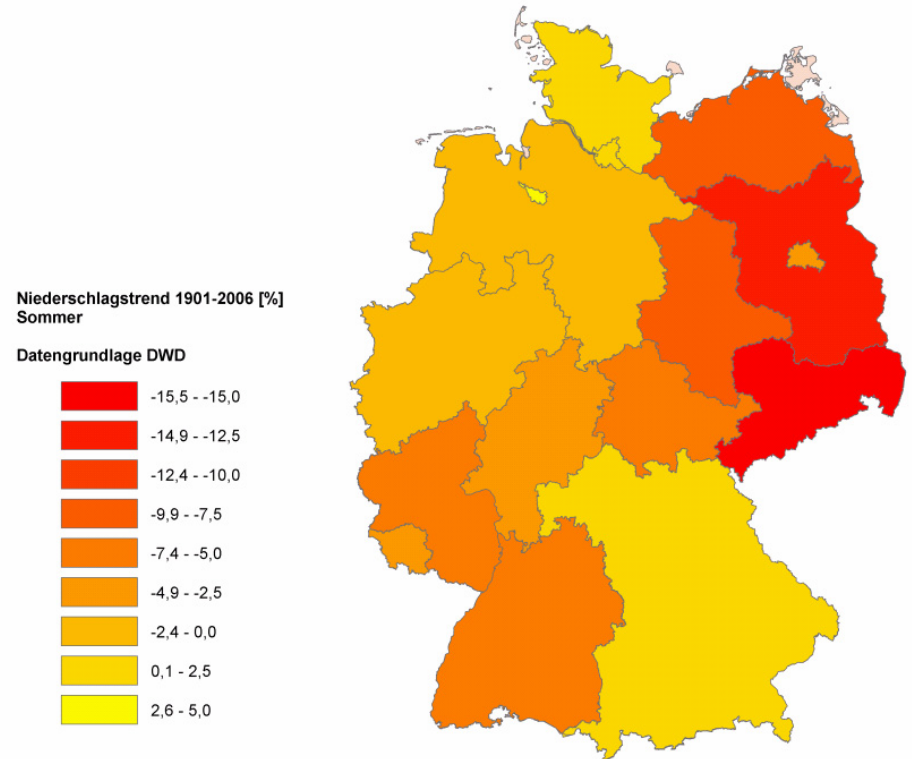 Niederschlagstrend 1901-2006 [%]
Sommer
Datengrundlage DWD
-15,5 - -15,0
-14,9 - -12,5
-12,4 - -10,0
-9,9 - -7,5
-7,4 - -5,0
-4,9 - -2,5
-2,4 - 0,0
0,1 - 2,5
2,6 - 5,0